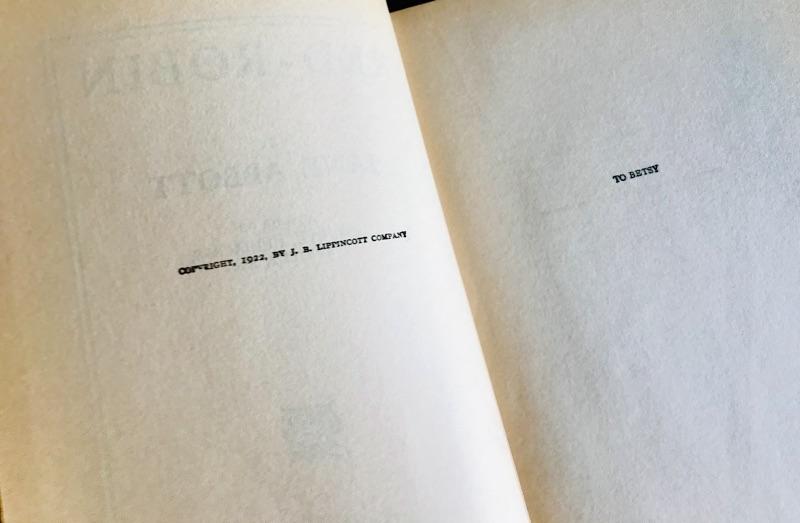 COPYRIGHT, 1922, BY J. B. LIPPINCOTT COMPANY
TO BETSY